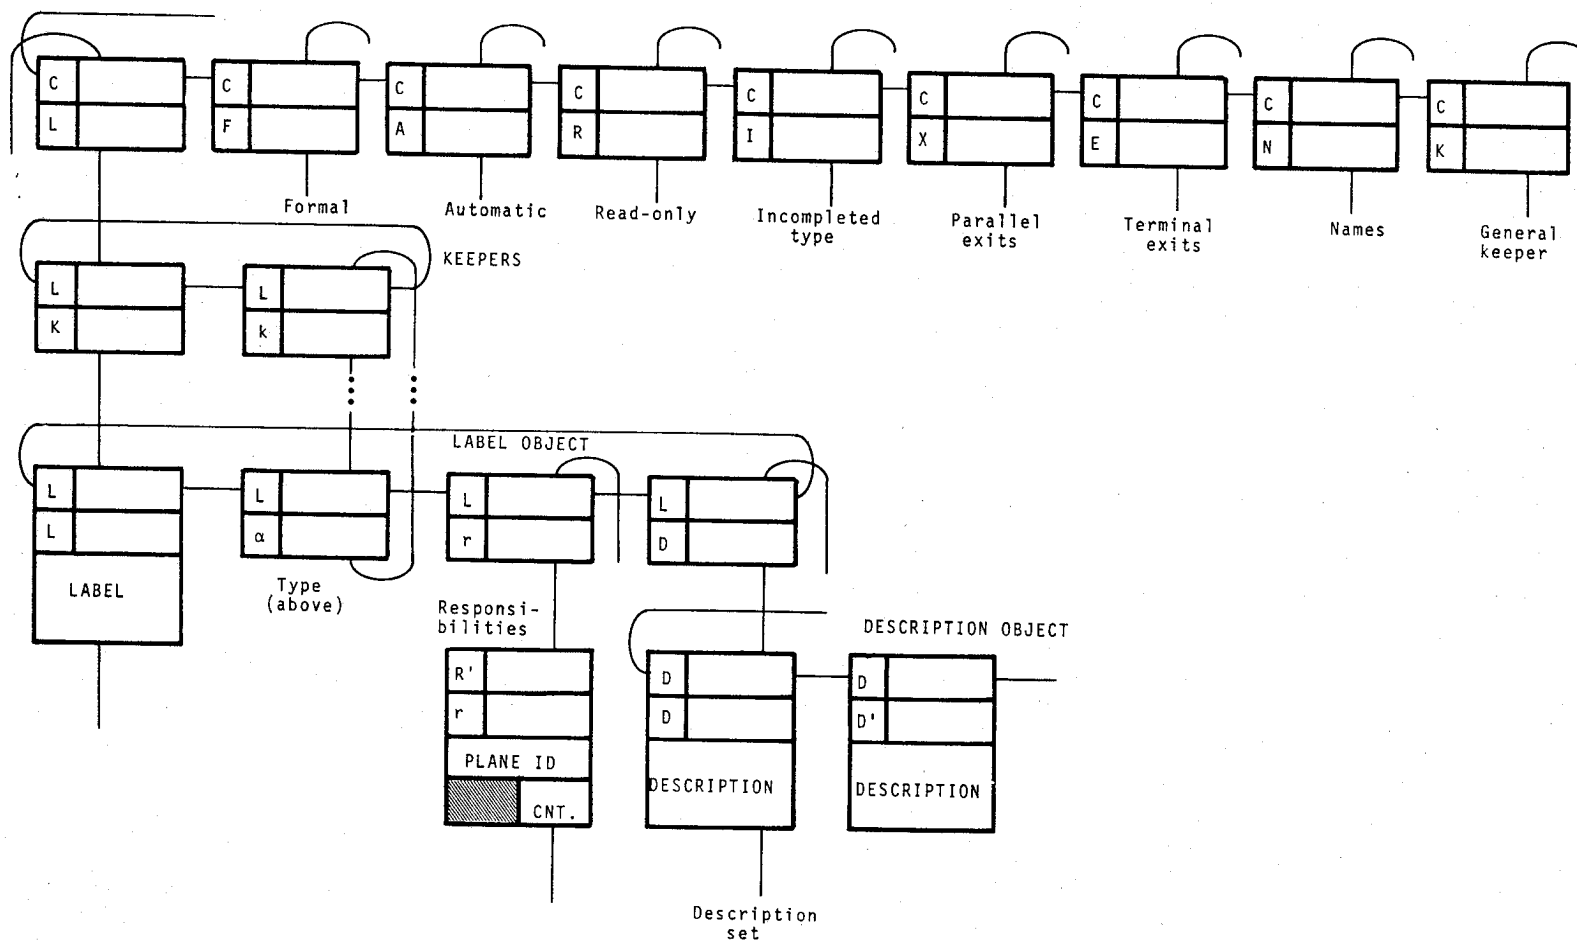 C C C C C C C C C
L F A R I X E N K
Formal Automatic Read-only Incompleted type Parallel exits Terminal exits Names General keeper
KEEPERS
L L
K k
LABEL OBJECT
L L L L
L α r D
LABEL
Type
(above)
Responsi-
bilities
DESCRIPTION OBJECT
R' D D
r D D'
PLANE ID
DESCRIPTION DESCRIPTION
CNT.
Description
set